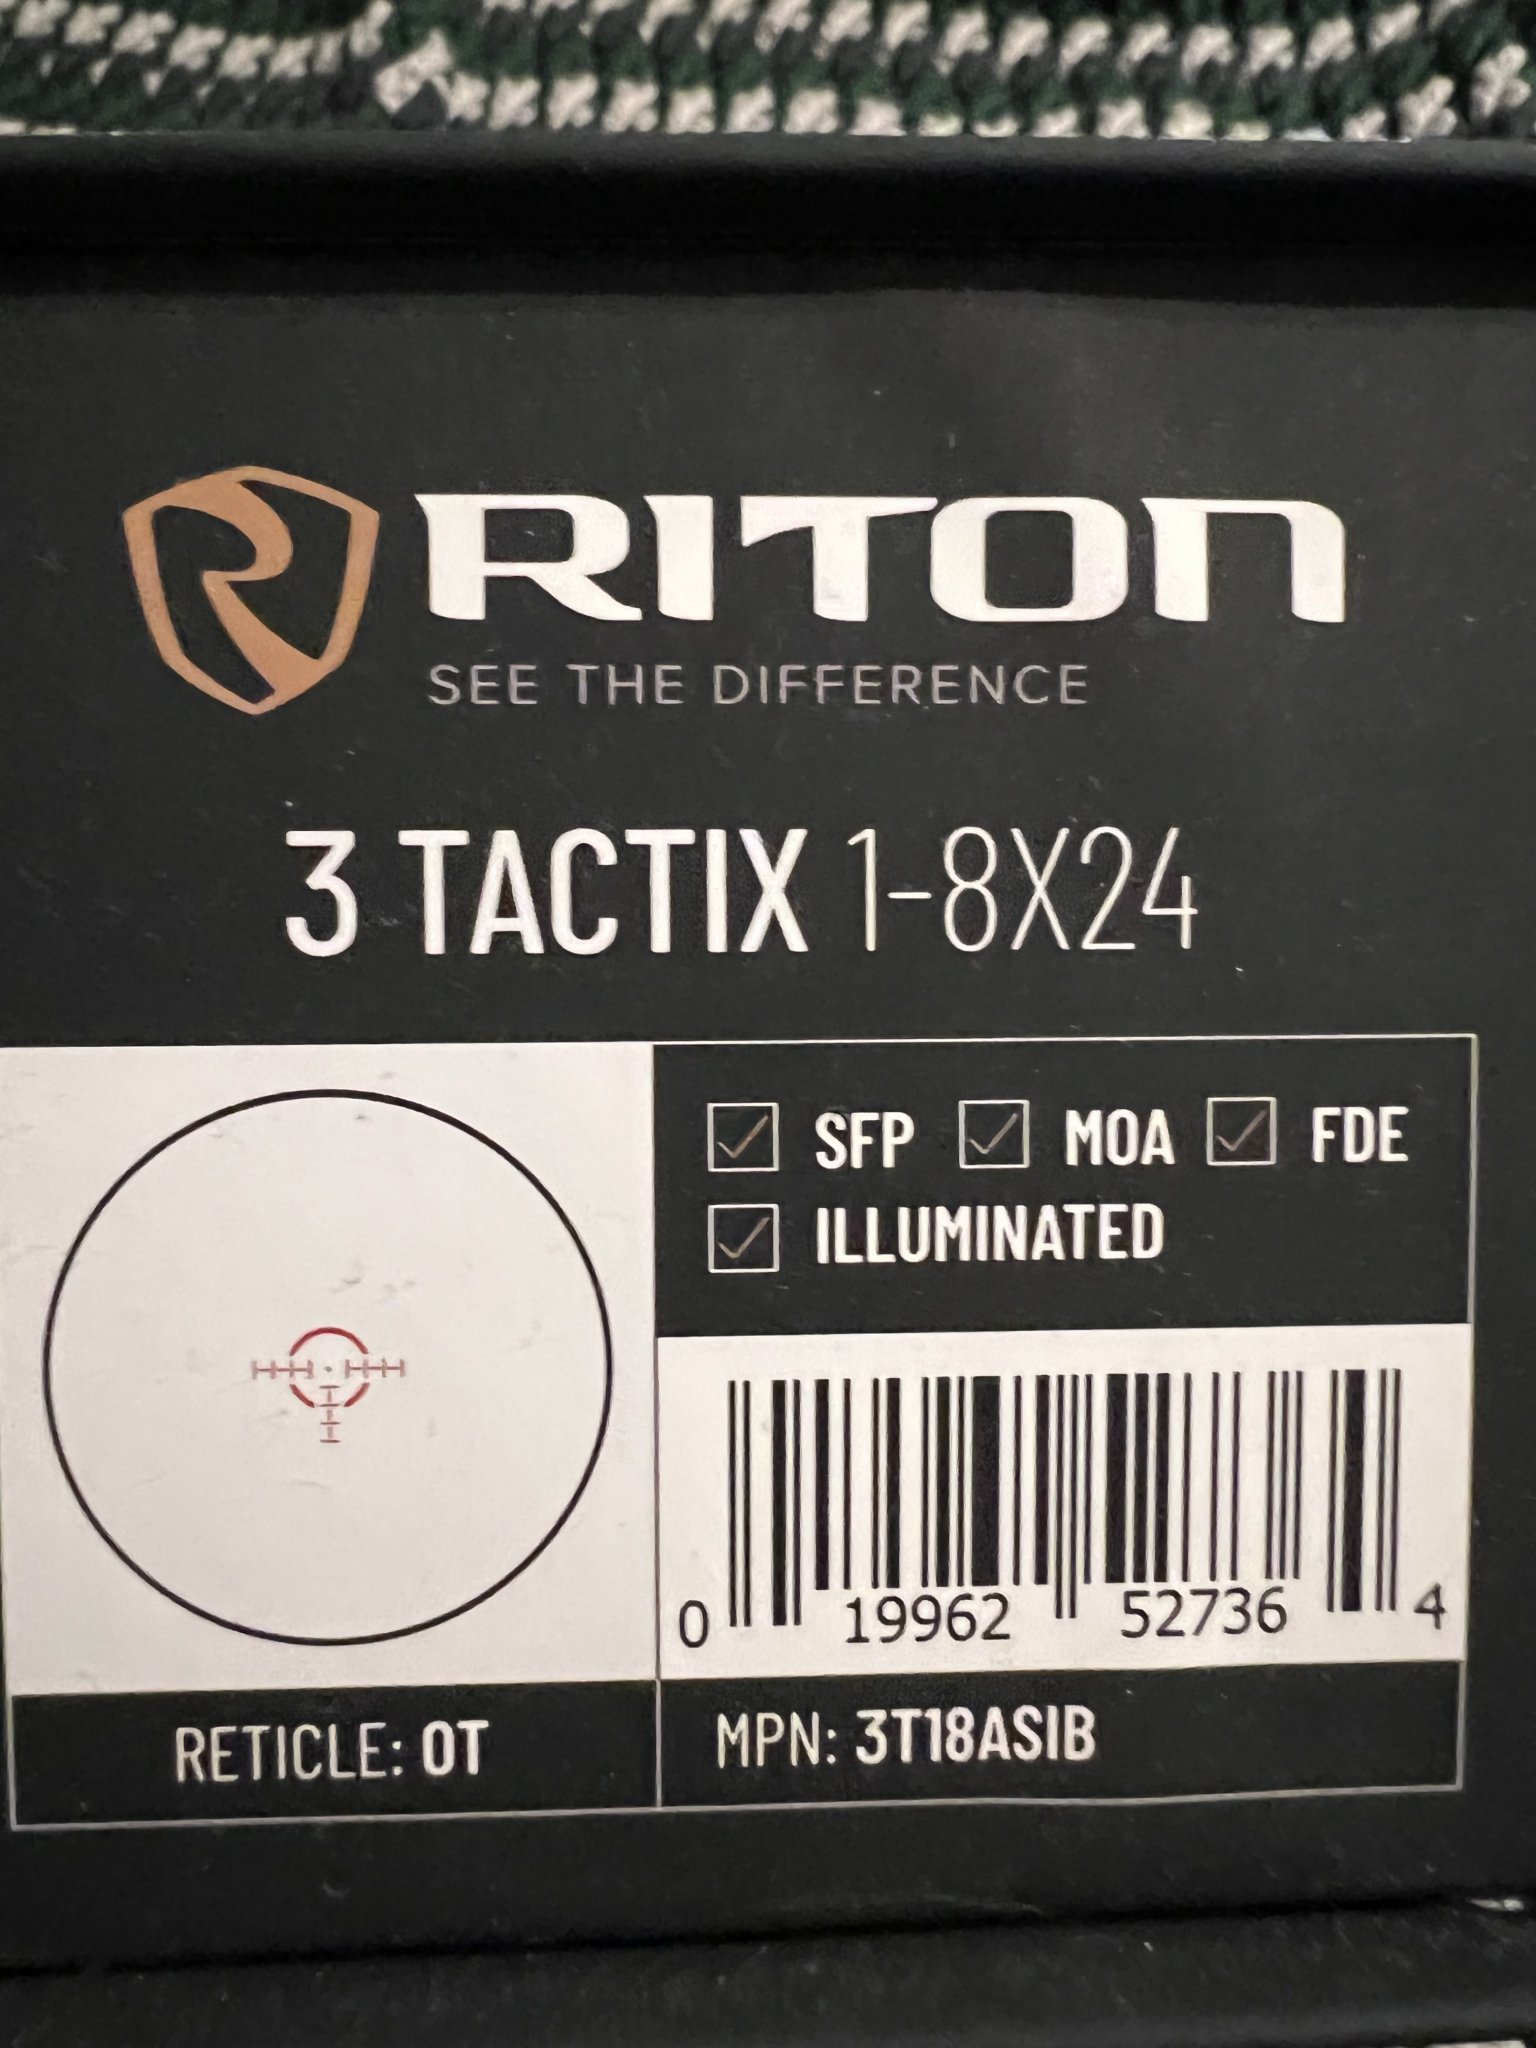 RITON
SEE THE DIFFERENCE
3 TACTIX 1-8X24
SFP MOA FDE
ILLUMINATED
0 19962 52736 4
RETICLE: OT
MPN: 3T18ASIB